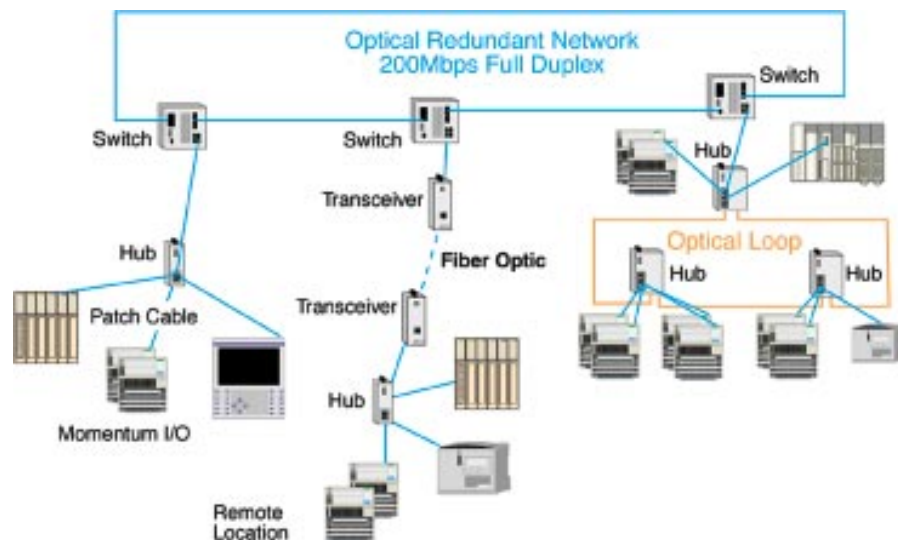 Optical Redundant Network
200Mbps Full Duplex
Switch
Switch
Switch
Hub
Transceiver
Hub
Fiber Optic
Optical Loop
Hub
Hub
Transceiver
Patch Cable
Hub
Momentum I/O
Remote
Location